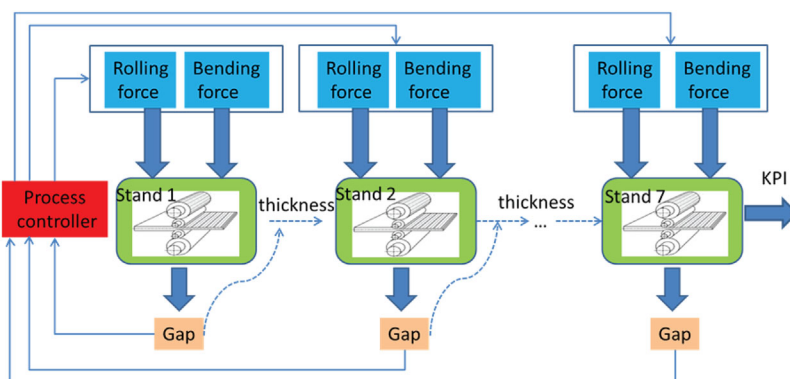 Rolling force
Bending force
Rolling force
Bending force
Rolling force
Bending force
Process controller
Stand 1
thickness
Stand 2
thickness
...
Stand 7
KPI
Gap
Gap
Gap